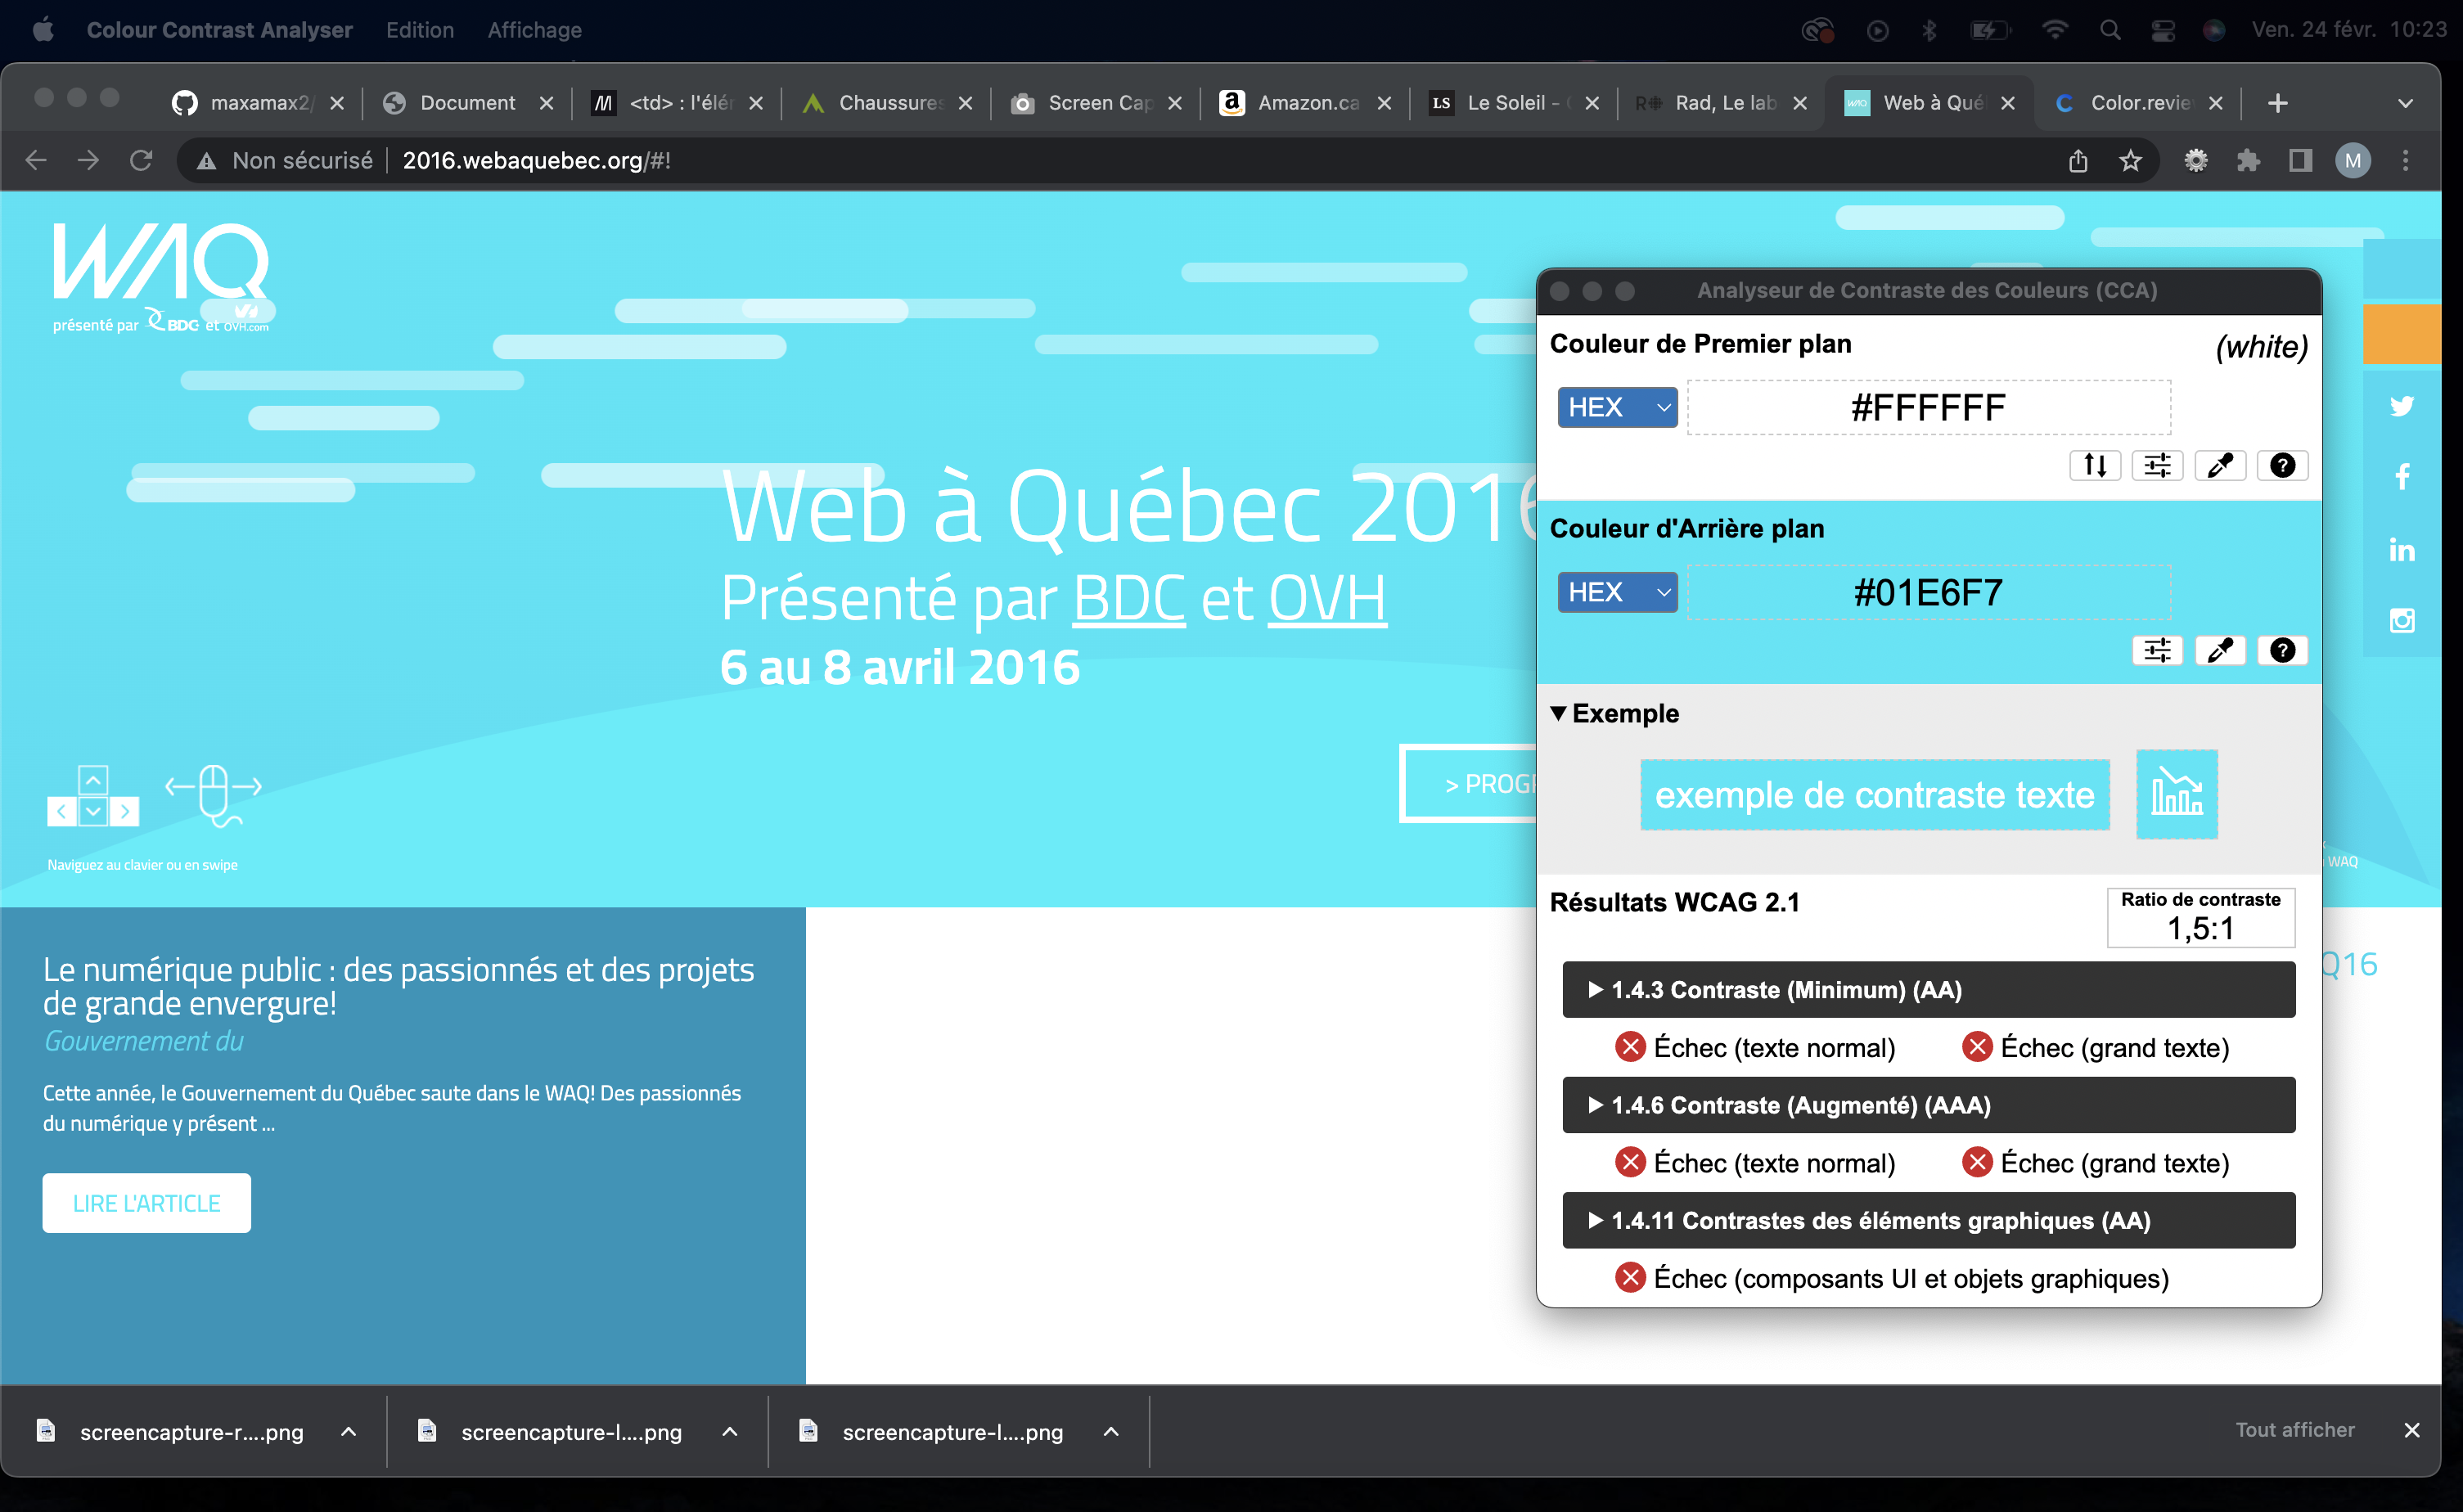 Colour Contrast Analyser Edition Affichage Ven. 24 févr. 10:23
maxamax2/ Document <td> : l'élér Chaussures Screen Cap Amazon.ca Le Soleil - Rad, Le lab Web à Qué Color.revie
Non sécurisé 2016.webaquebec.org/#!
WAQ
présenté par BDC et OVH.com
Web à Québec 2016
Présenté par BDC et OVH
6 au 8 avril 2016
> PROGR
Naviguez au clavier ou en swipe
WAQ
Le numérique public : des passionnés et des projets
de grande envergure!
Gouvernement du
Cette année, le Gouvernement du Québec saute dans le WAQ! Des passionnés
du numérique y présent ...
LIRE L'ARTICLE
Q16
Analyseur de Contraste des Couleurs (CCA)
Couleur de Premier plan (white)
HEX #FFFFFF
Couleur d'Arrière plan
HEX #01E6F7
Exemple
exemple de contraste texte
Résultats WCAG 2.1
Ratio de contraste
1,5:1
1.4.3 Contraste (Minimum) (AA)
Échec (texte normal) Échec (grand texte)
1.4.6 Contraste (Augmenté) (AAA)
Échec (texte normal) Échec (grand texte)
1.4.11 Contrastes des éléments graphiques (AA)
Échec (composants UI et objets graphiques)
screencapture-r....png screencapture-l....png screencapture-l....png Tout afficher